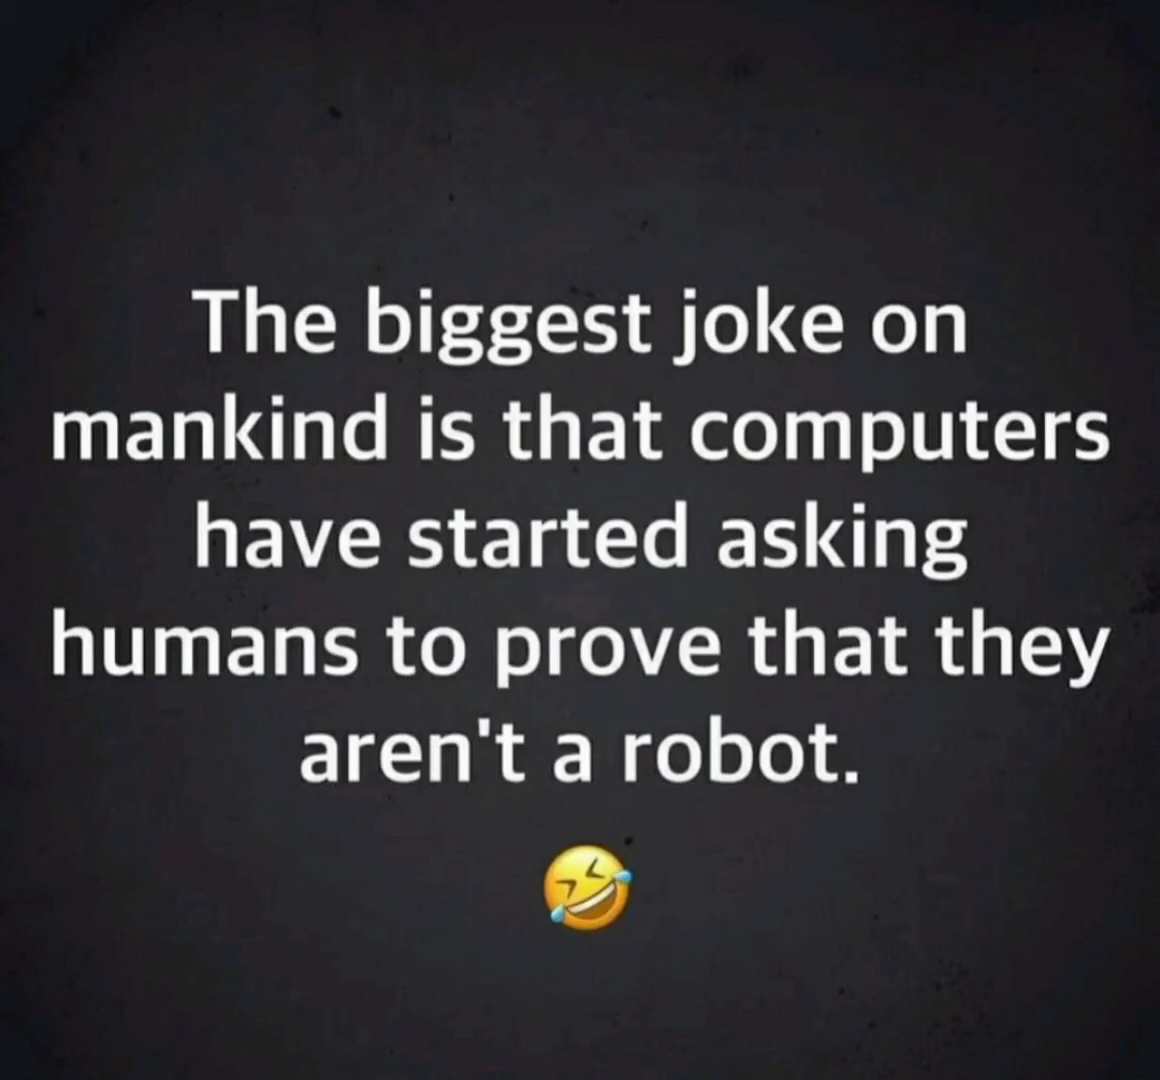 The biggest joke on
mankind is that computers
have started asking
humans to prove that they
aren't a robot.
🤣